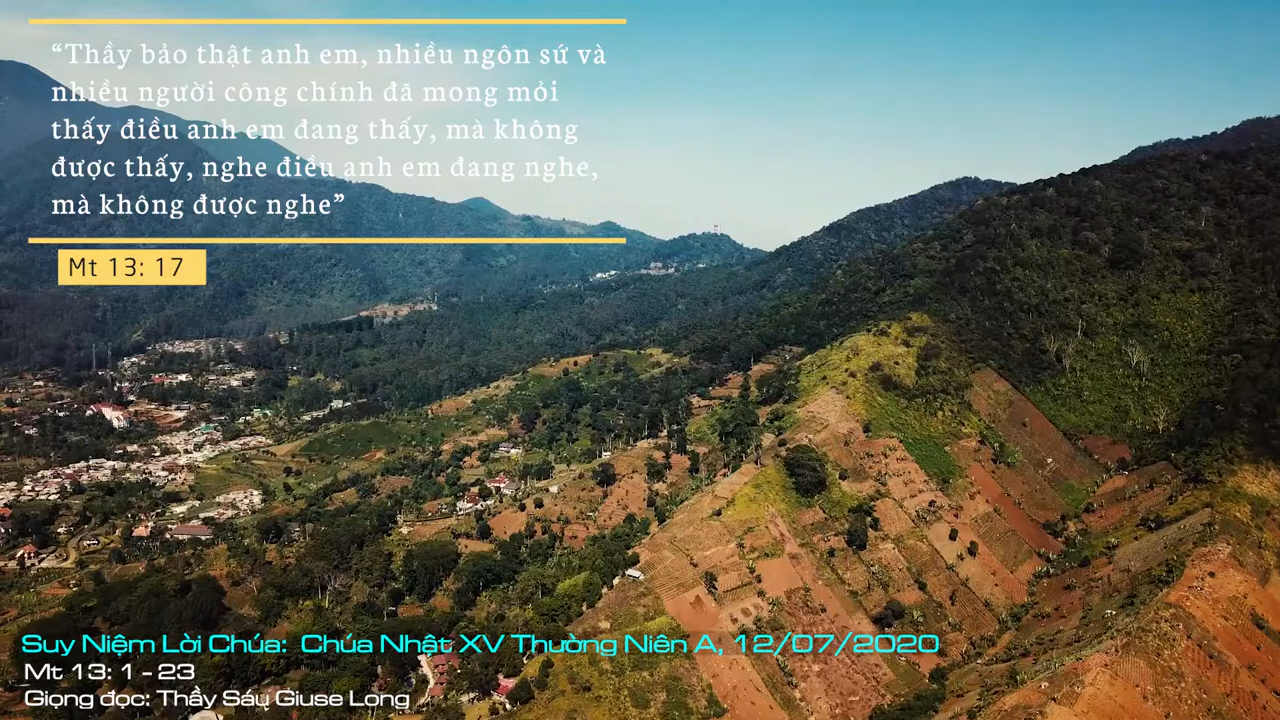 “Thầy bảo thật anh em, nhiều ngôn sứ và
nhiều người công chính đã mong mỏi
thấy điều anh em đang thấy, mà không
được thấy, nghe điều anh em đang nghe,
mà không được nghe”
Mt 13: 17
Suy Niệm Lời Chúa: Chúa Nhật XV Thường Niên A, 12/07/2020
Mt 13: 1 - 23
Giọng đọc: Thầy Sáu Giuse Long